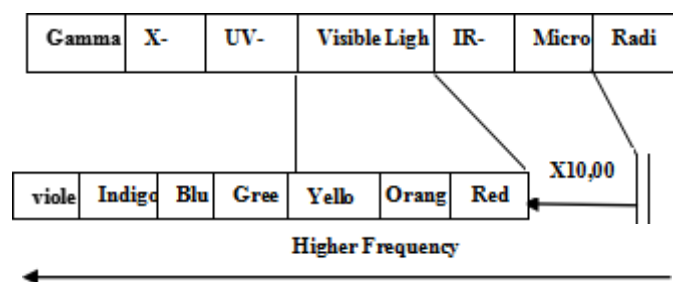 Gamma X- UV- Visible Ligh IR- Micro Radi
X10,00
viole Indigo Blu Gree Yello Orang Red
Higher Frequency